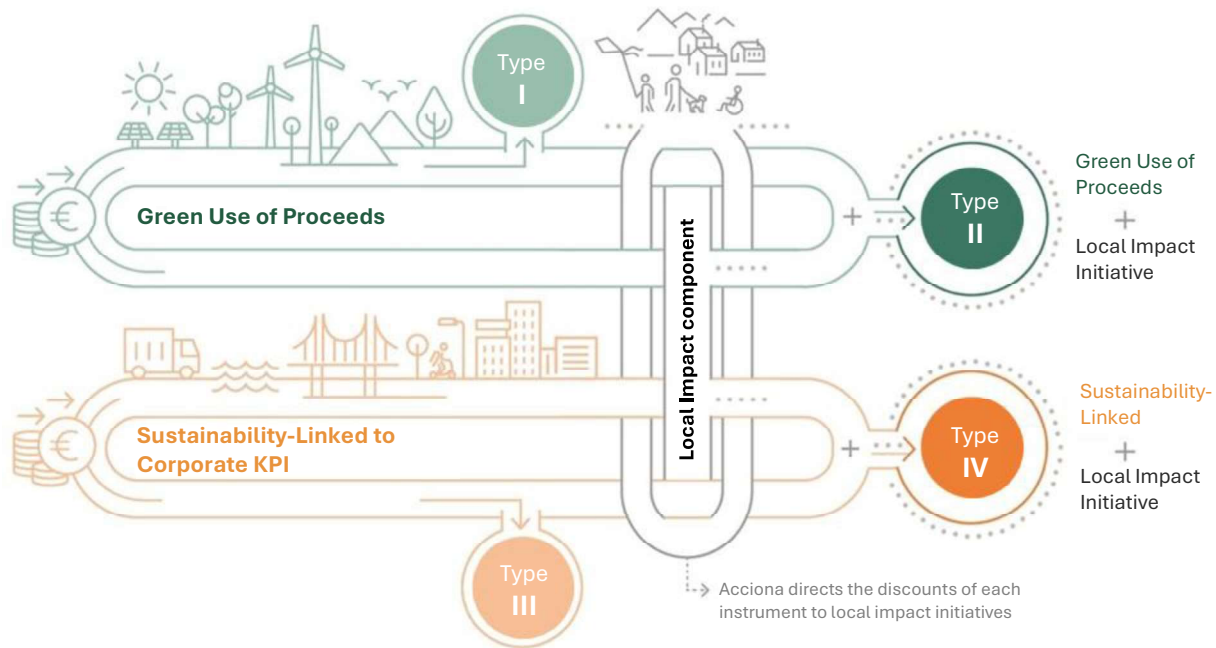 Type
I
Green Use of Proceeds
€
+
Type
II
Green Use of
Proceeds
+
Local Impact
Initiative
Local Impact component
Sustainability-Linked to
Corporate KPI
€
+
Type
IV
Sustainability-
Linked
+
Local Impact
Initiative
Type
III
Acciona directs the discounts of each
instrument to local impact initiatives